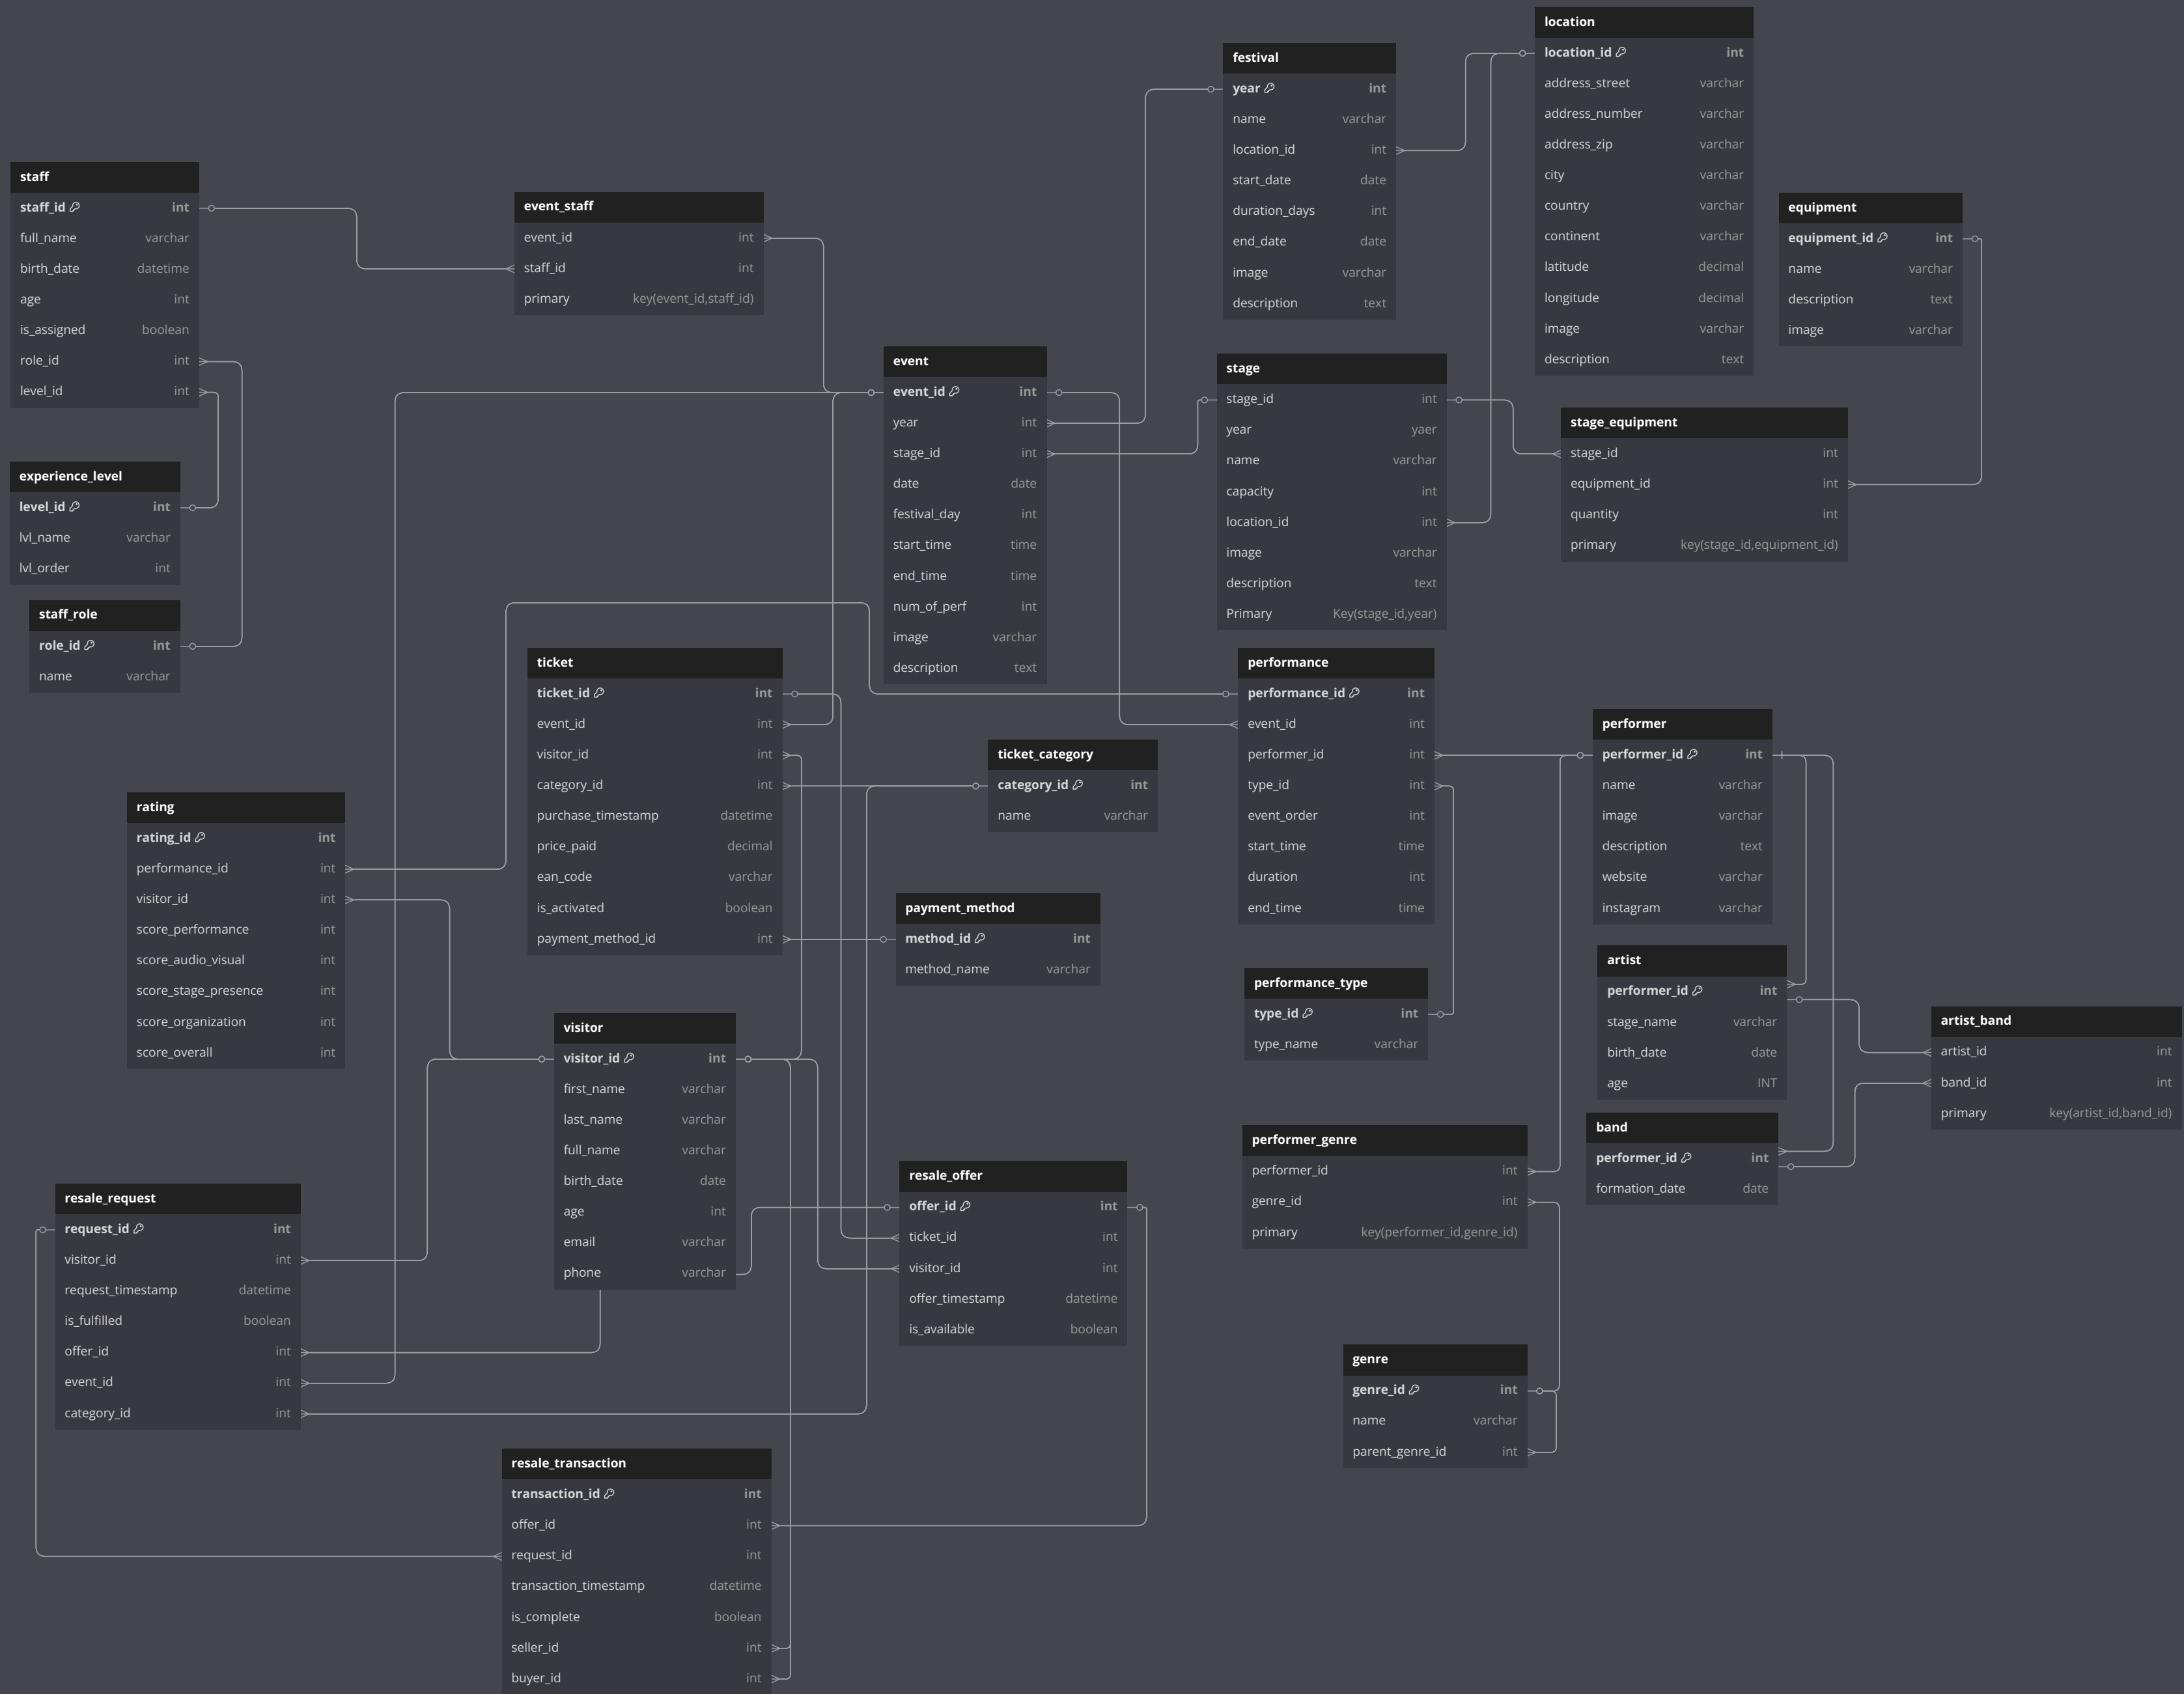 location
location_id int
address_street varchar
address_number varchar
address_zip varchar
city varchar
country varchar
continent varchar
latitude decimal
longitude decimal
image varchar
description text
festival
year int
name varchar
location_id int
start_date date
duration_days int
end_date date
image varchar
description text
staff
staff_id int
full_name varchar
birth_date datetime
age int
is_assigned boolean
role_id int
level_id int
event_staff
event_id int
staff_id int
primary key(event_id,staff_id)
equipment
equipment_id int
name varchar
description text
image varchar
event
event_id int
year int
stage_id int
date date
festival_day int
start_time time
end_time time
num_of_perf int
image varchar
description text
stage
stage_id int
year yaer
name varchar
capacity int
location_id int
image varchar
description text
Primary Key(stage_id,year)
stage_equipment
stage_id int
equipment_id int
quantity int
primary key(stage_id,equipment_id)
experience_level
level_id int
lvl_name varchar
lvl_order int
staff_role
role_id int
name varchar
ticket
ticket_id int
event_id int
visitor_id int
category_id int
purchase_timestamp datetime
price_paid decimal
ean_code varchar
is_activated boolean
payment_method_id int
performance
performance_id int
event_id int
performer_id int
type_id int
event_order int
start_time time
duration int
end_time time
performer
performer_id int
name varchar
image varchar
description text
website varchar
instagram varchar
ticket_category
category_id int
name varchar
rating
rating_id int
performance_id int
visitor_id int
score_performance int
score_audio_visual int
score_stage_presence int
score_organization int
score_overall int
payment_method
method_id int
method_name varchar
artist
performer_id int
stage_name varchar
birth_date date
age INT
performance_type
type_id int
type_name varchar
artist_band
artist_id int
band_id int
primary key(artist_id,band_id)
visitor
visitor_id int
first_name varchar
last_name varchar
full_name varchar
birth_date date
age int
email varchar
phone varchar
band
performer_id int
formation_date date
performer_genre
performer_id int
genre_id int
primary key(performer_id,genre_id)
resale_offer
offer_id int
ticket_id int
visitor_id int
offer_timestamp datetime
is_available boolean
resale_request
request_id int
visitor_id int
request_timestamp datetime
is_fulfilled boolean
offer_id int
event_id int
category_id int
genre
genre_id int
name varchar
parent_genre_id int
resale_transaction
transaction_id int
offer_id int
request_id int
transaction_timestamp datetime
is_complete boolean
seller_id int
buyer_id int